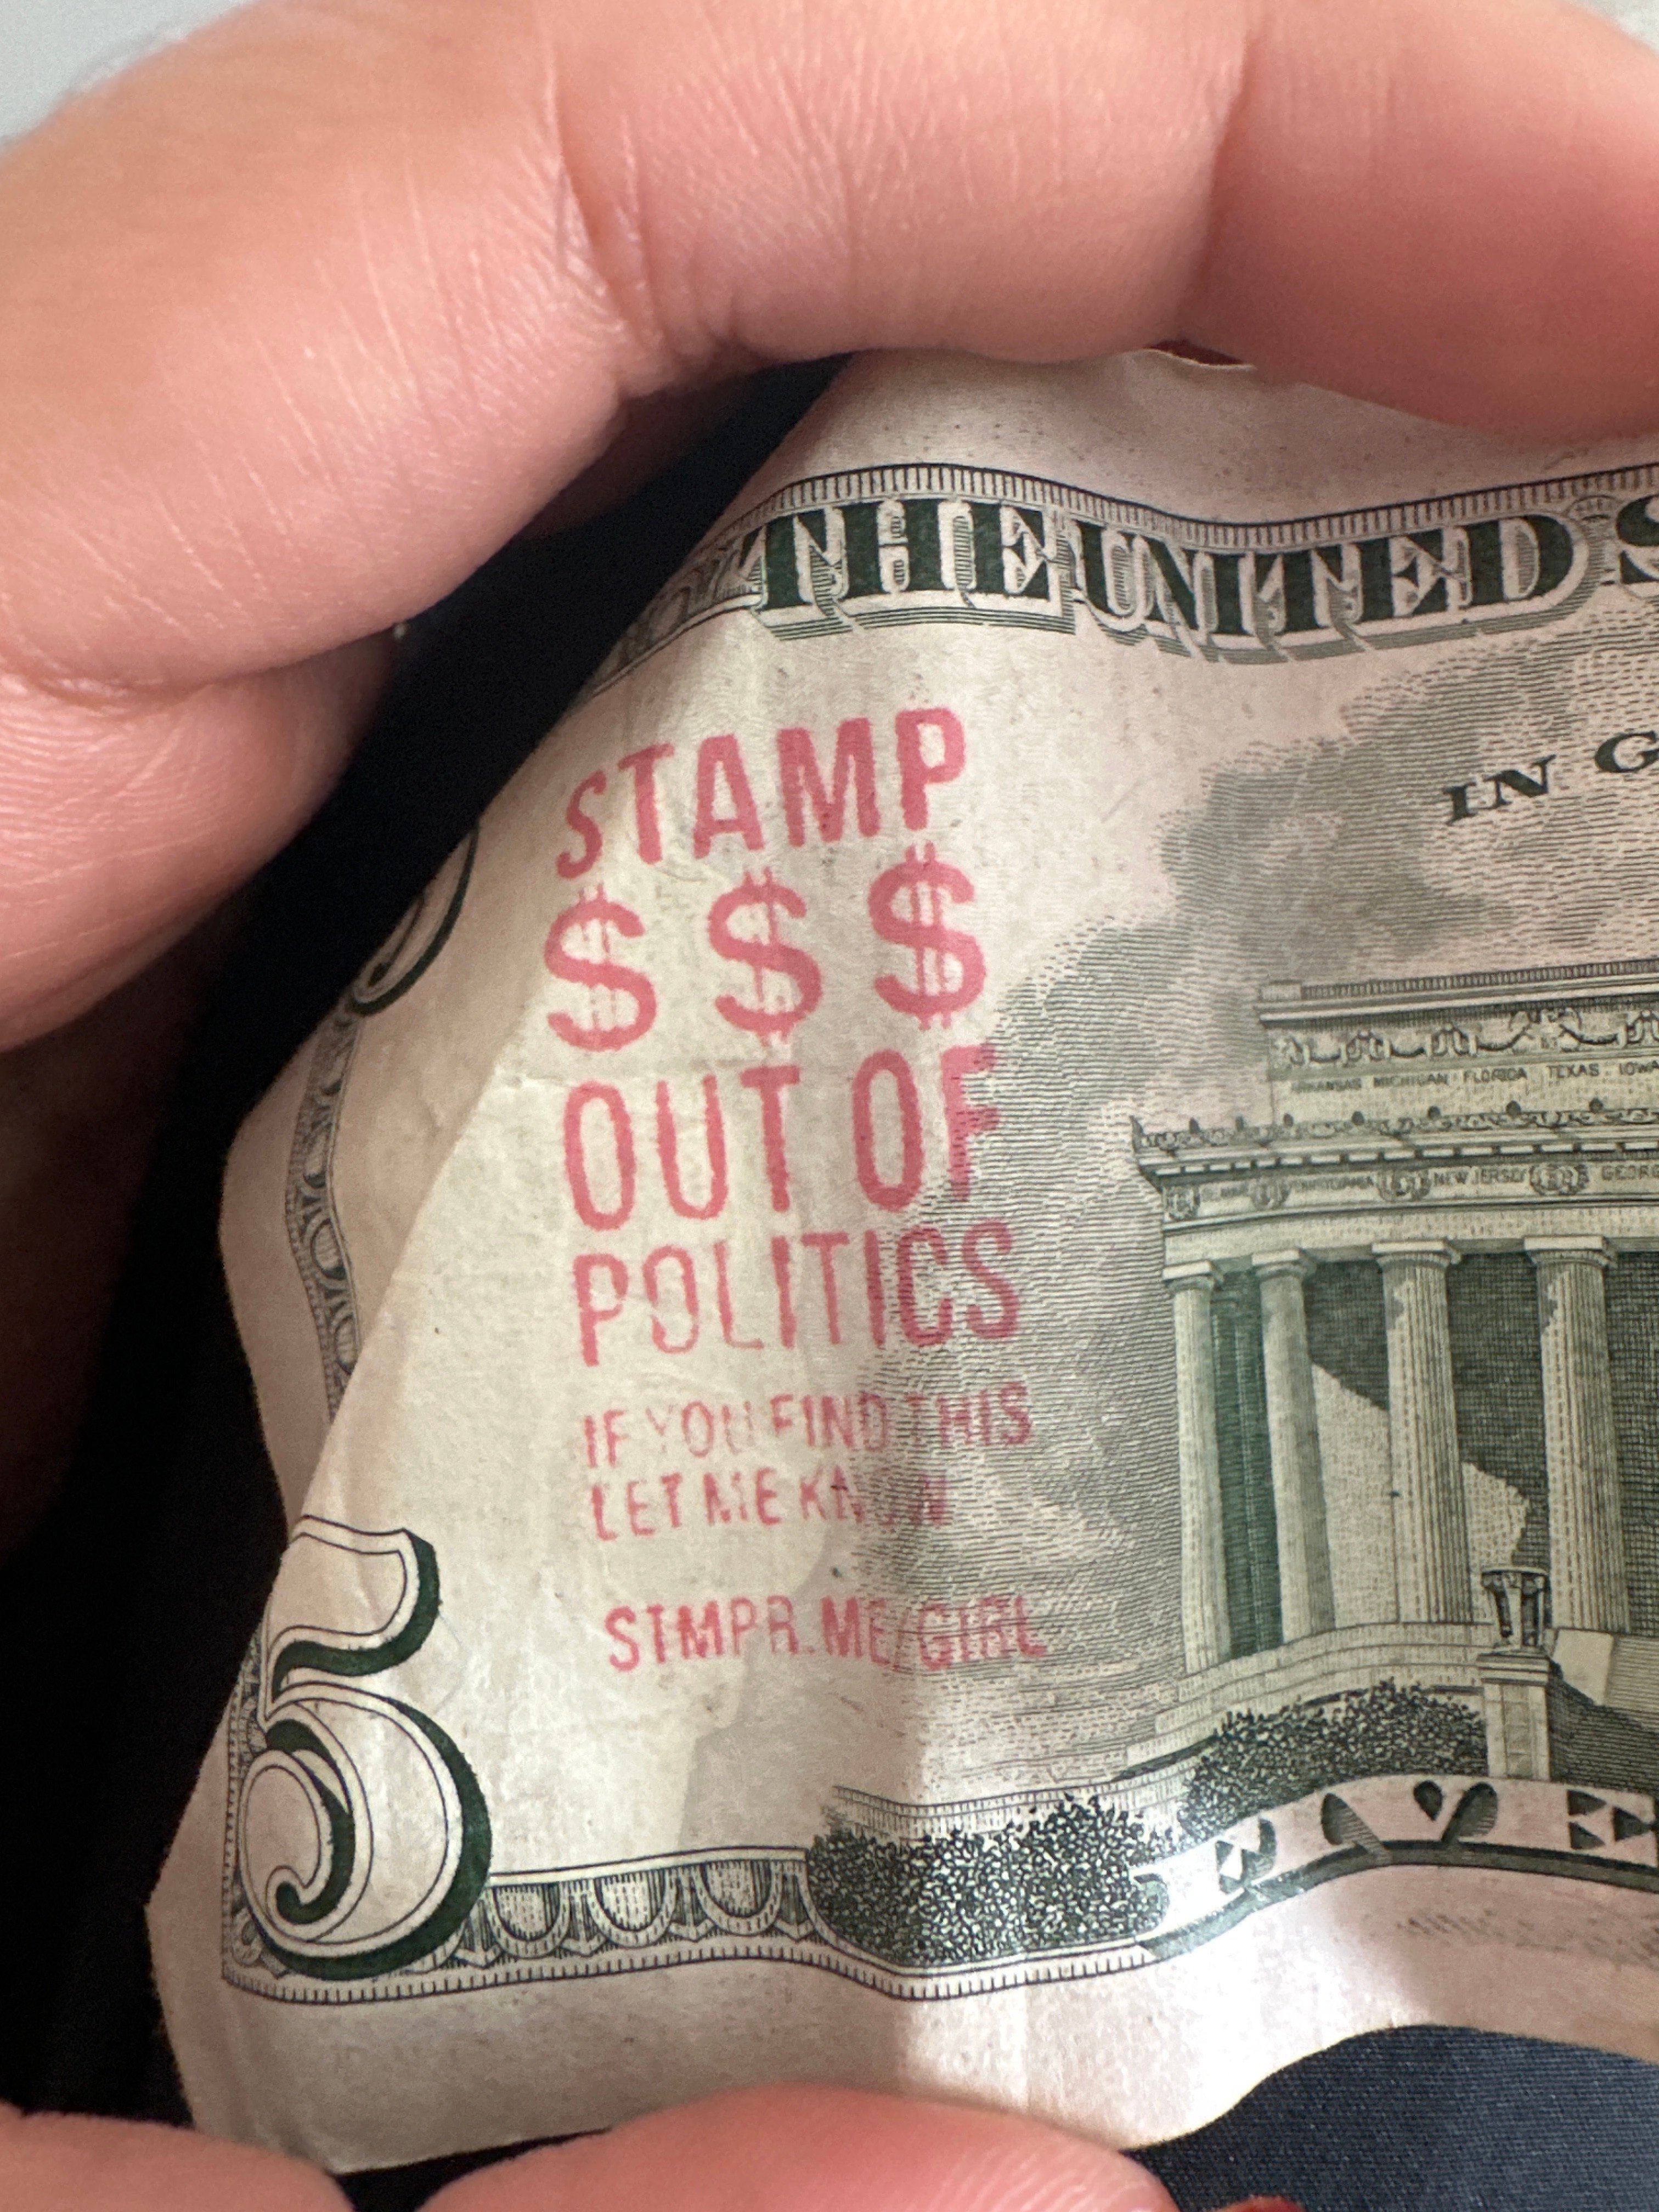 THE UNITED
IN
STAMP
$ $ $
OUT OF
POLITICS
IF YOU FIND THIS
LET ME KNOW
STMPR.ME/GIRL
ARKANSAS MICHIGAN FLORIDA TEXAS IOWA
NEW JERSEY
5
FIVE